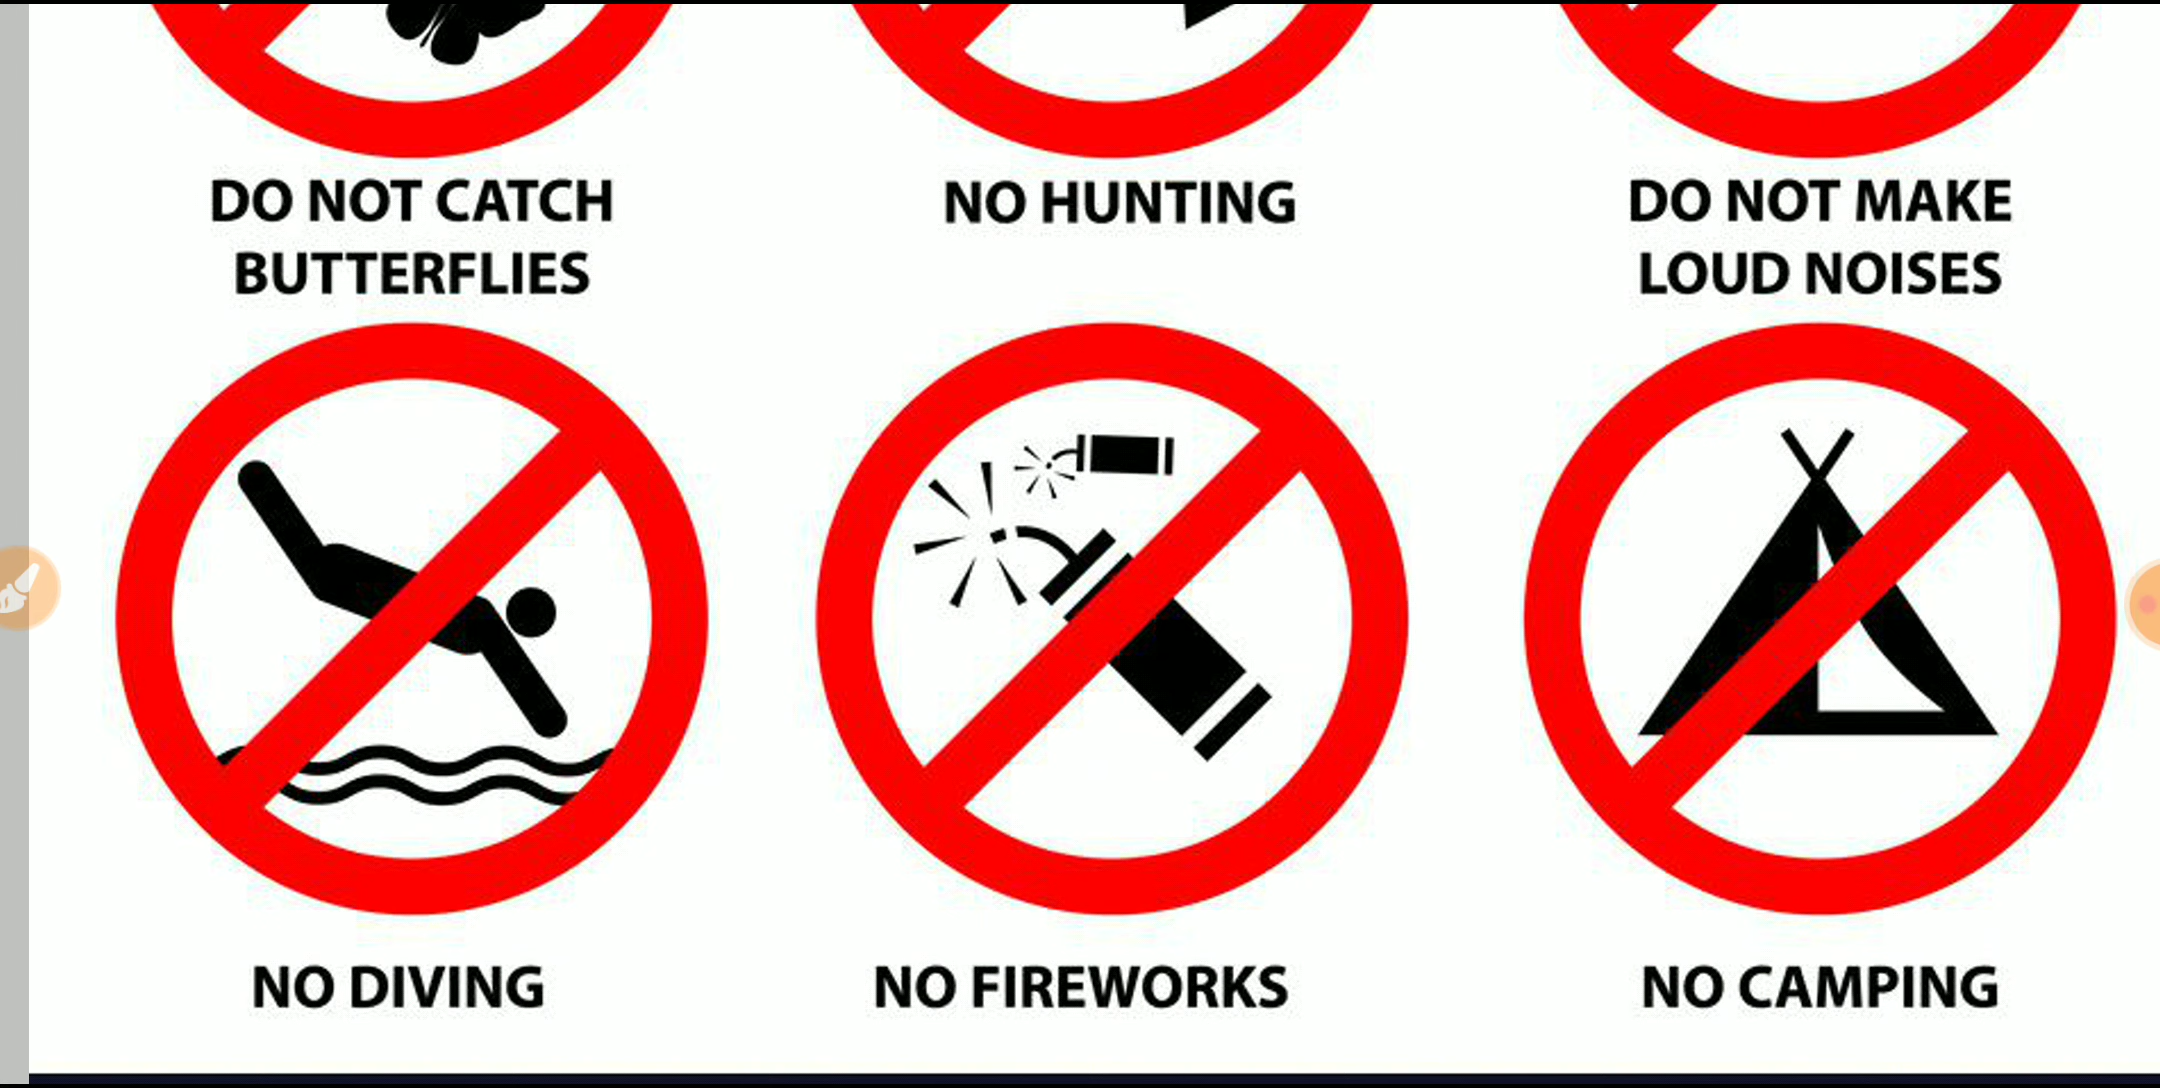 DO NOT CATCH
BUTTERFLIES
NO HUNTING
DO NOT MAKE
LOUD NOISES
NO DIVING
NO FIREWORKS
NO CAMPING